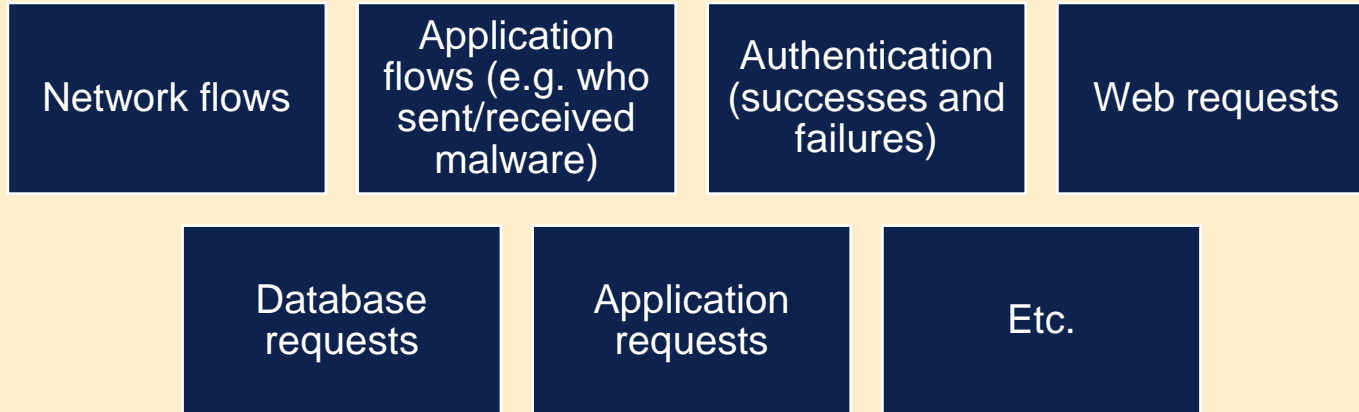 Network flows
Application
flows (e.g. who
sent/received
malware)
Authentication
(successes and
failures)
Web requests
Database
requests
Application
requests
Etc.